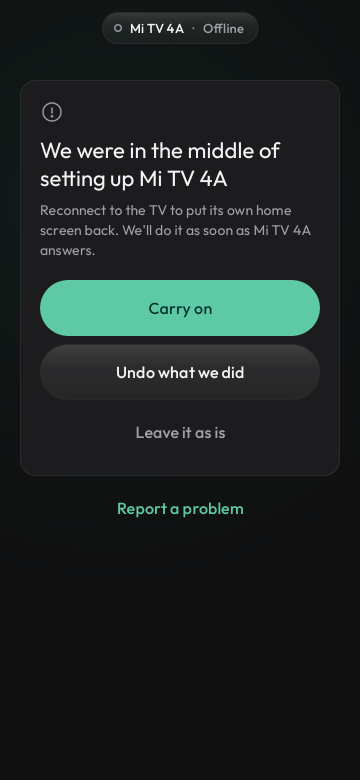 Mi TV 4A · Offline
We were in the middle of
setting up Mi TV 4A
Reconnect to the TV to put its own home
screen back. We'll do it as soon as Mi TV 4A
answers.
Carry on
Undo what we did
Leave it as is
Report a problem